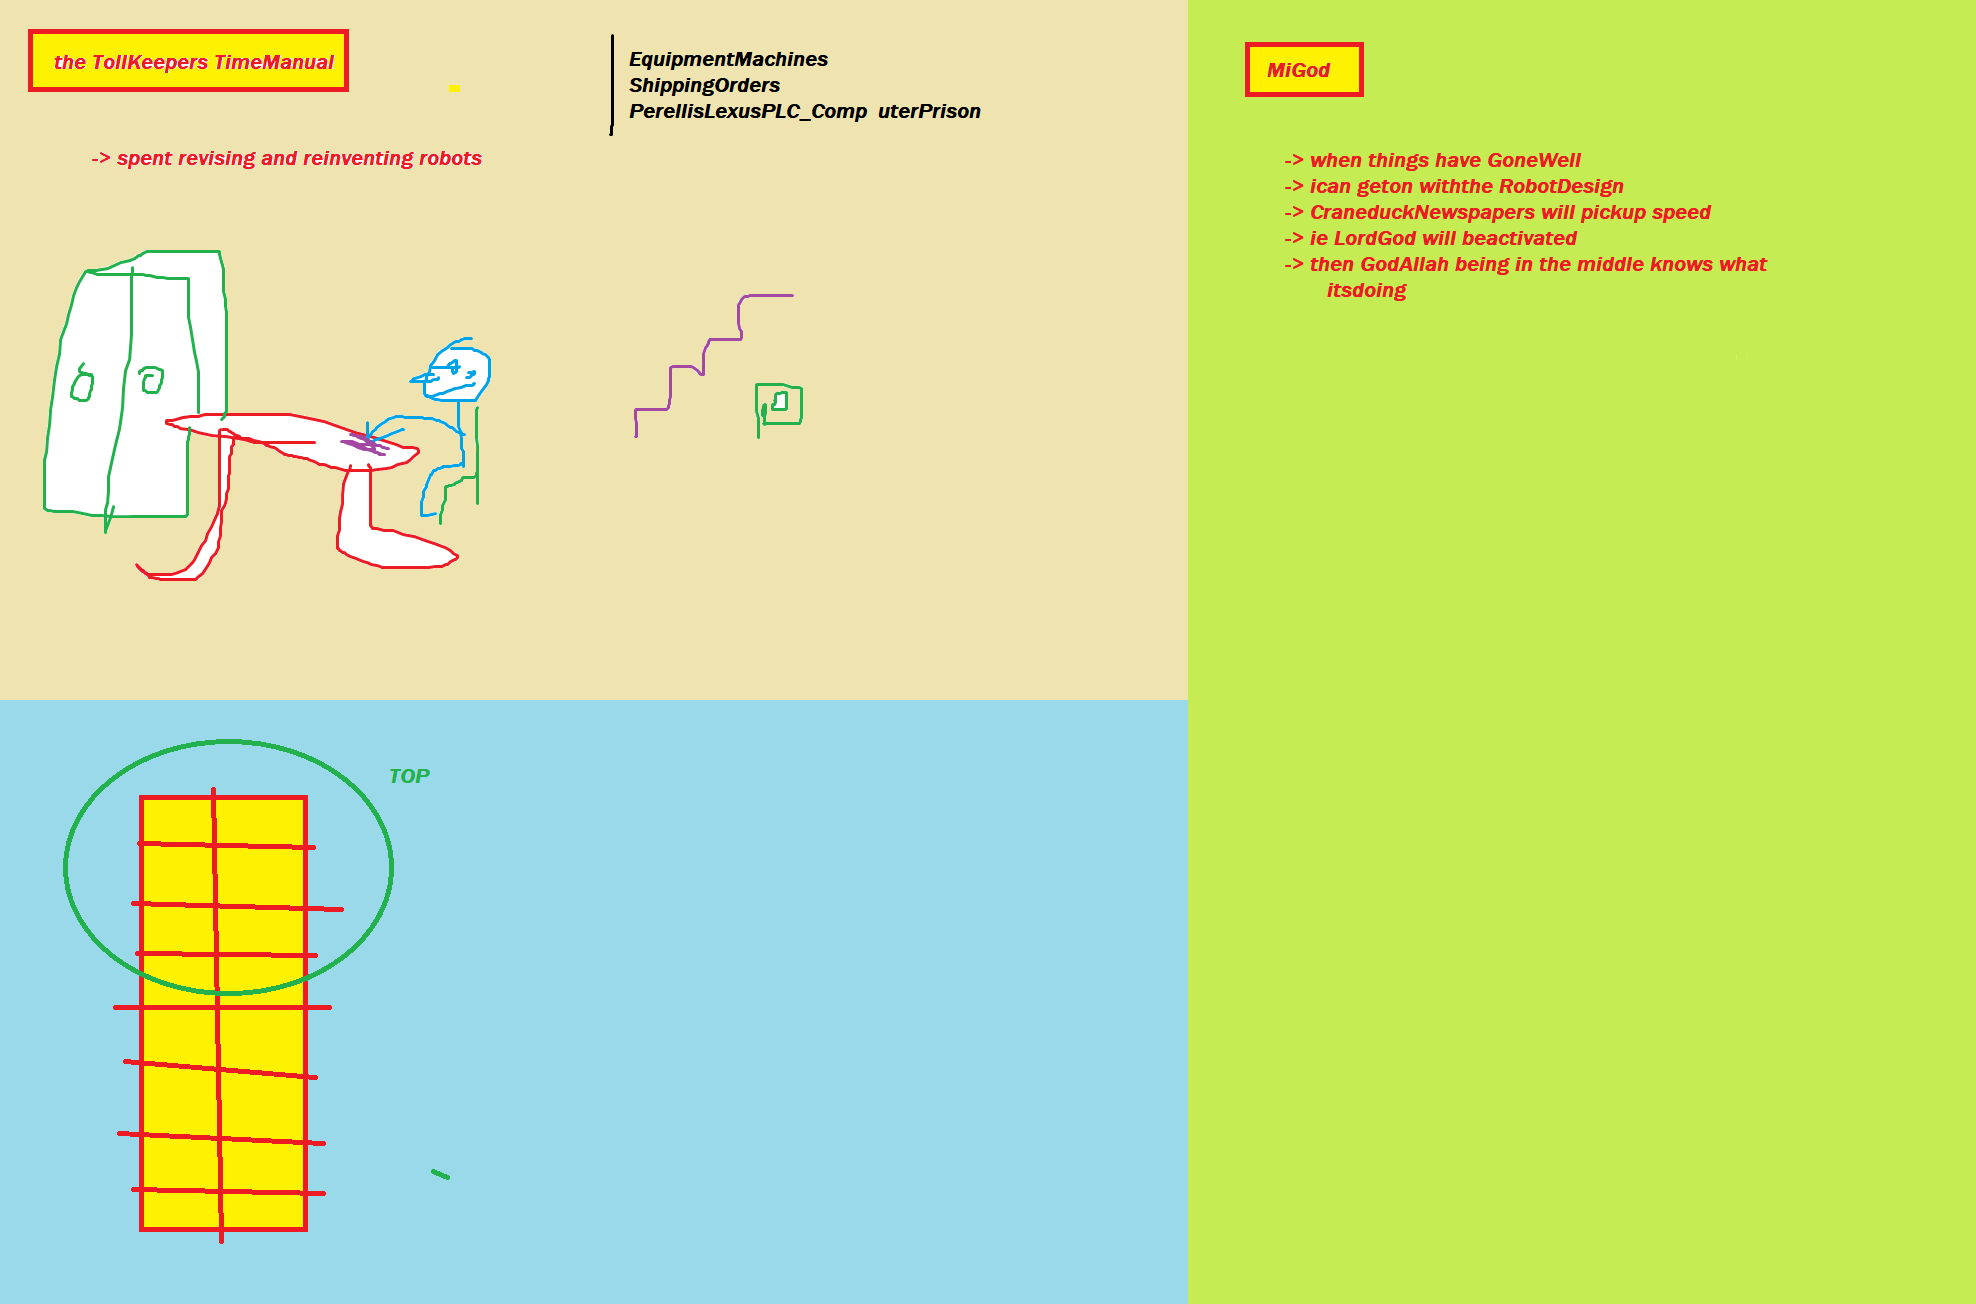 the TollKeepers TimeManual
EquipmentMachines
ShippingOrders
PerellisLexusPLC_Comp uterPrison
-> spent revising and reinventing robots
MiGod
-> when things have GoneWell
-> ican geton withthe RobotDesign
-> CraneduckNewspapers will pickup speed
-> ie LordGod will beactivated
-> then GodAllah being in the middle knows what
itsdoing
TOP